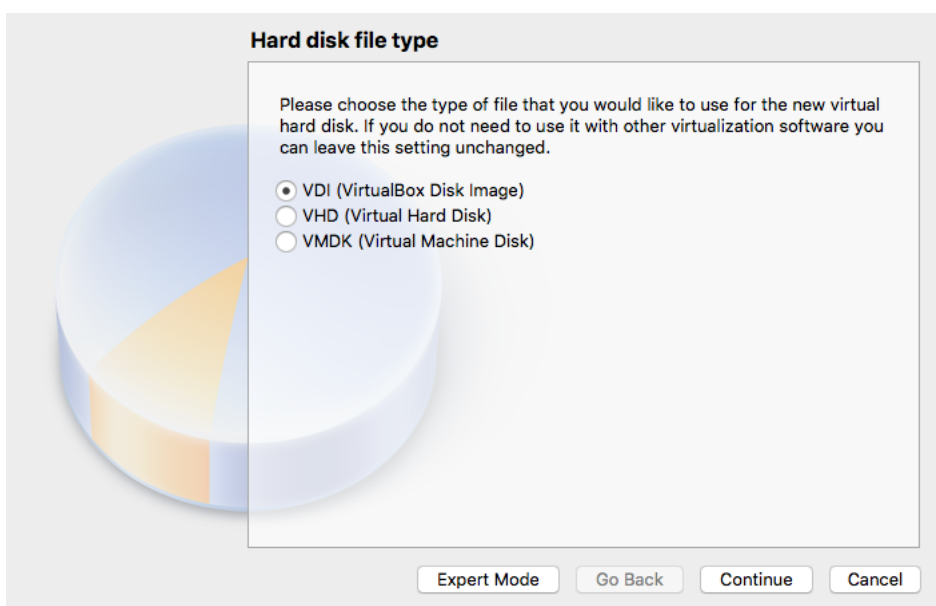 Hard disk file type
Please choose the type of file that you would like to use for the new virtual
hard disk. If you do not need to use it with other virtualization software you
can leave this setting unchanged.
VDI (VirtualBox Disk Image)
VHD (Virtual Hard Disk)
VMDK (Virtual Machine Disk)
Expert Mode Go Back Continue Cancel